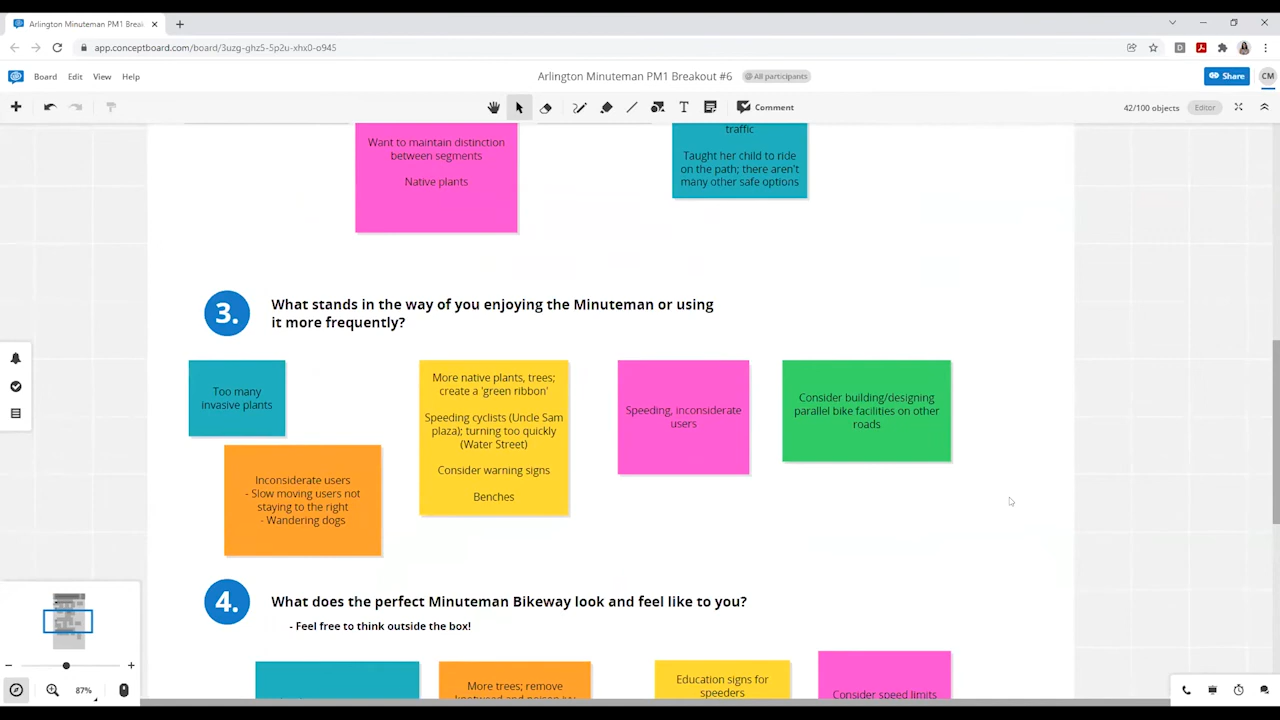 Arlington Minuteman PM1 Brea
app.conceptboard.com/board/3uzg-ghz5-5p2u-xhx0-o945
Board Edit View Help
Arlington Minuteman PM1 Breakout #6
@ All participants
Share
CM
Comment
42/100 objects
Editor
Want to maintain distinction
between segments
Native plants
traffic
Taught her child to ride
on the path; there aren't
many other safe options
3.
What stands in the way of you enjoying the Minuteman or using
it more frequently?
Too many
invasive plants
Inconsiderate users
- Slow moving users not
staying to the right
- Wandering dogs
More native plants, trees;
create a 'green ribbon'
Speeding cyclists (Uncle Sam
plaza); turning too quickly
(Water Street)
Consider warning signs
Benches
Speeding, inconsiderate
users
Consider building/designing
parallel bike facilities on other
roads
4.
What does the perfect Minuteman Bikeway look and feel like to you?
- Feel free to think outside the box!
More trees; remove
knotweed and poison ivy
Education signs for
speeders
Consider speed limits
87%